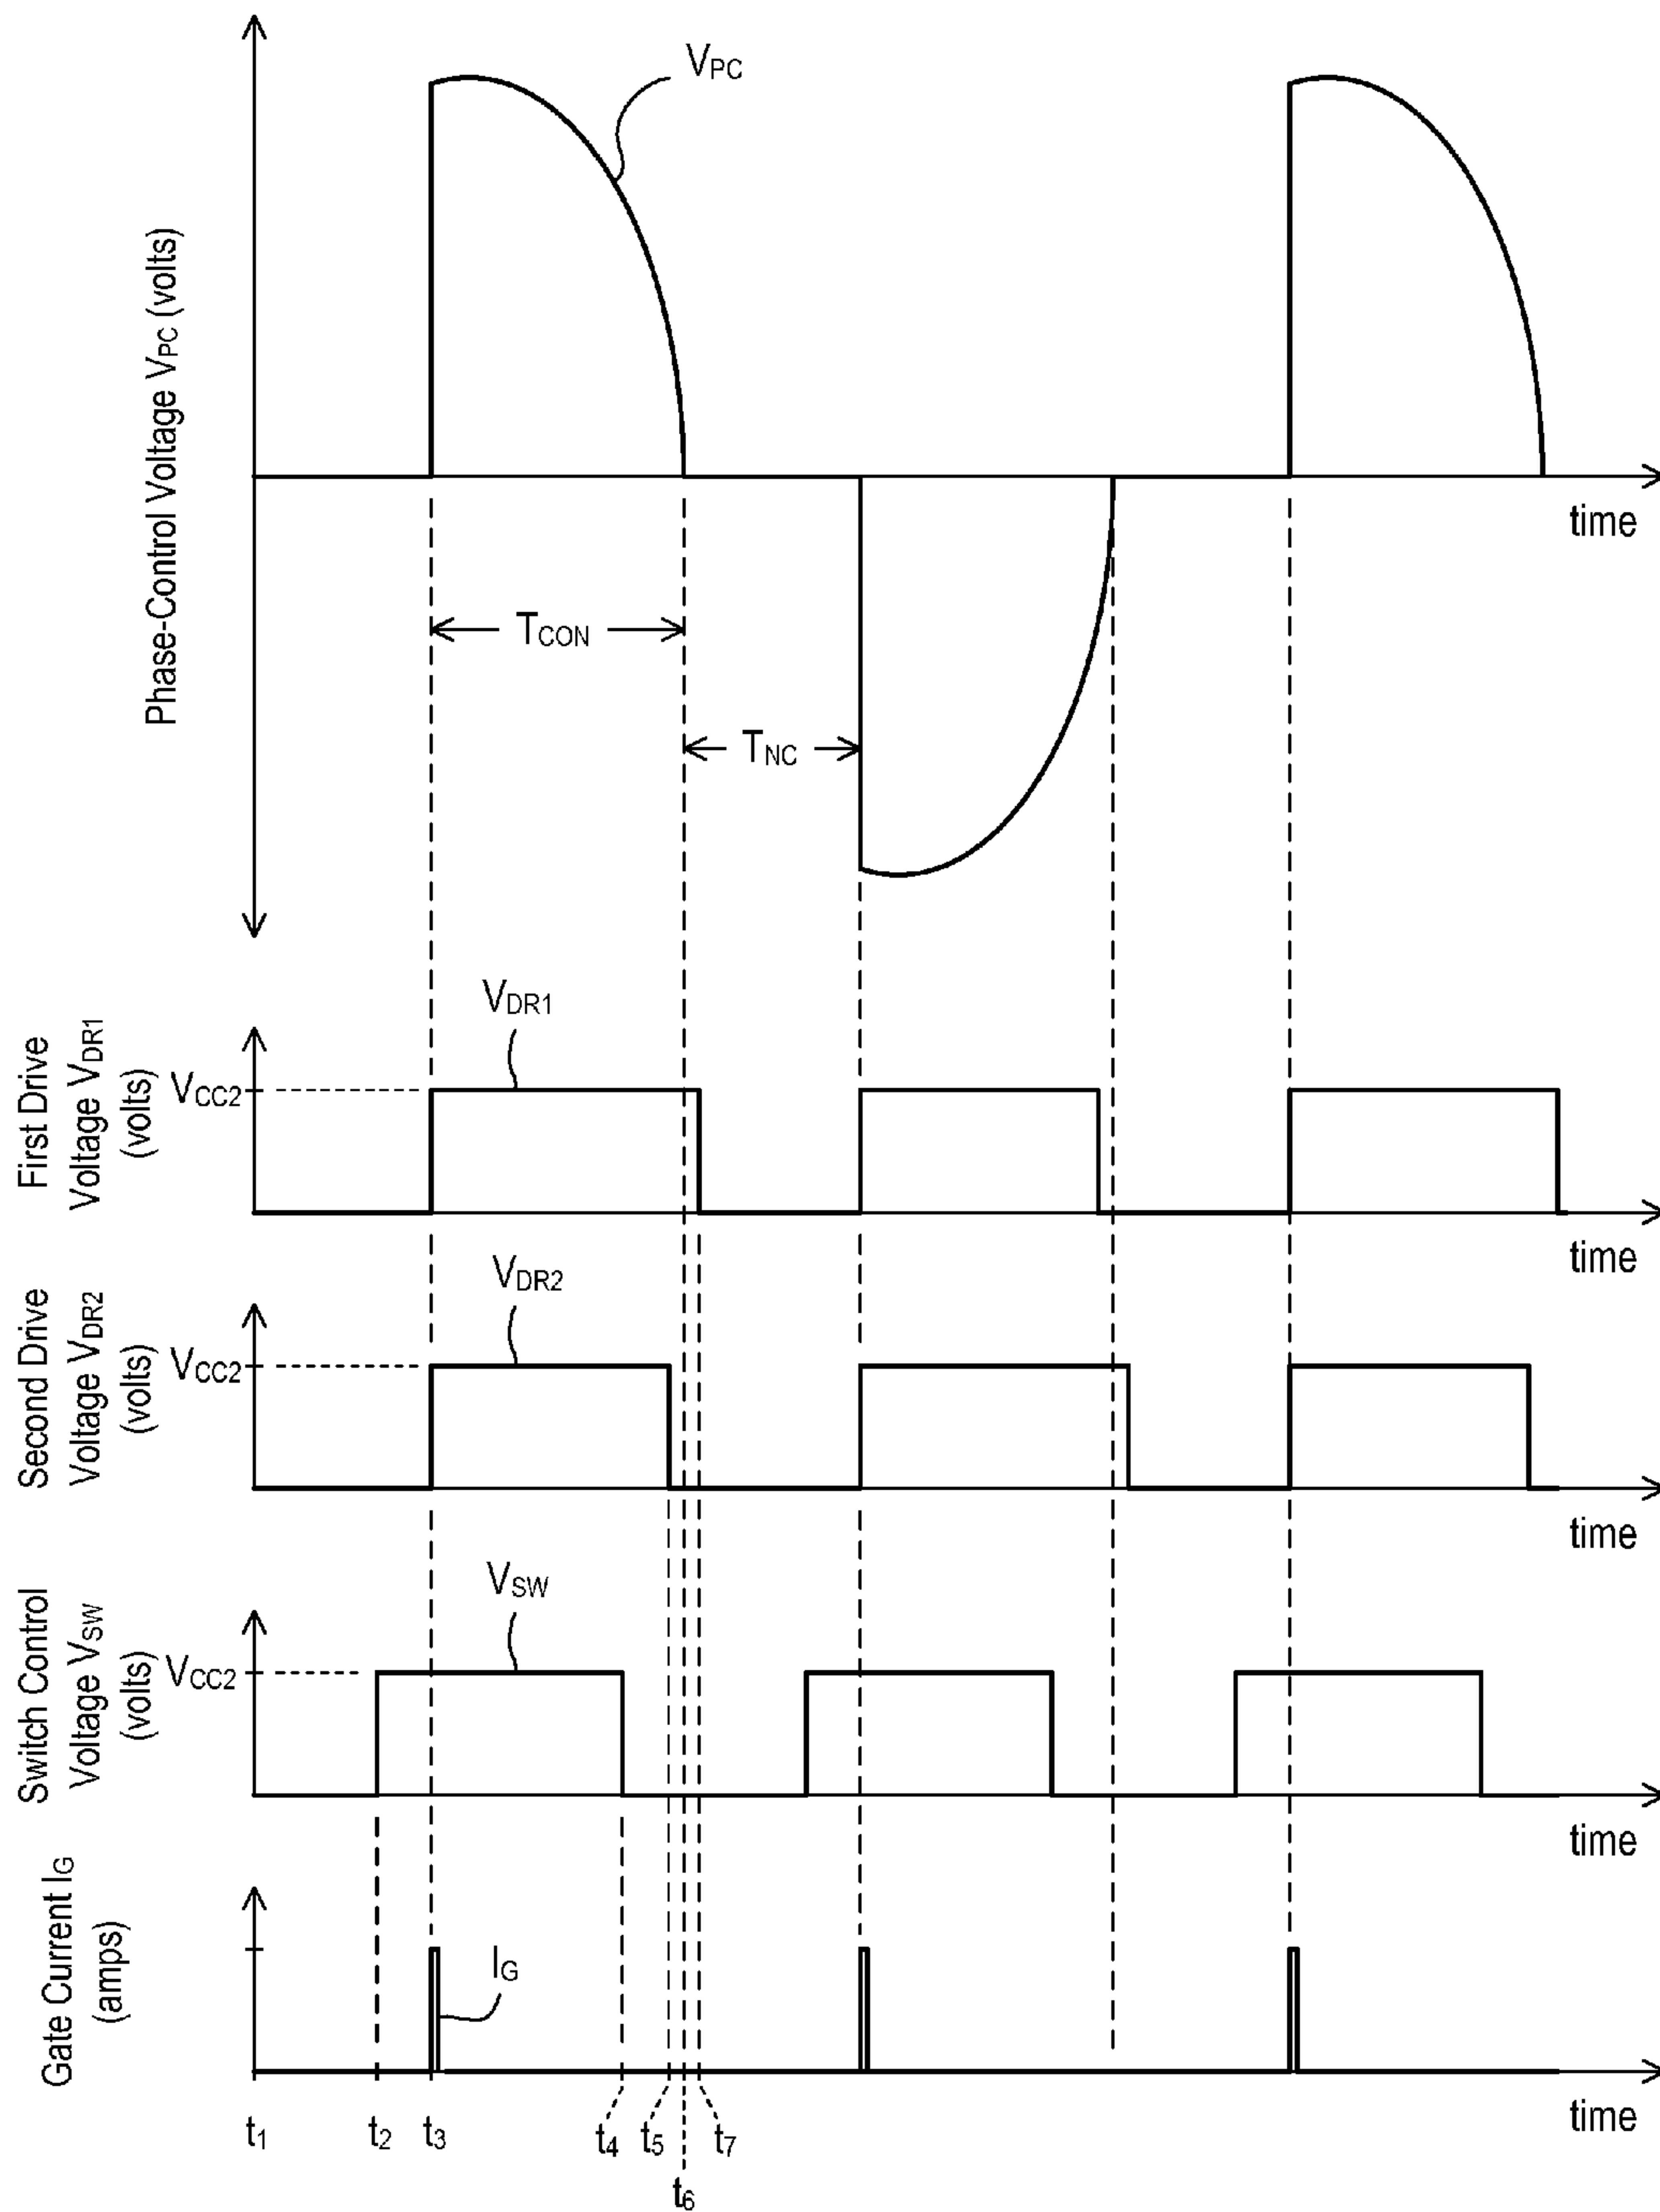 Phase-Control Voltage VPC (volts)
VPC
time
TCON
TNC
First Drive
Voltage VDR1
(volts)
VCC2
VDR1
time
Second Drive
Voltage VDR2
(volts)
VCC2
VDR2
time
Switch Control
Voltage VSW
(volts)
VCC2
VSW
time
Gate Current IG
(amps)
IG
time
t1
t2
t3
t4
t5
t7
t6